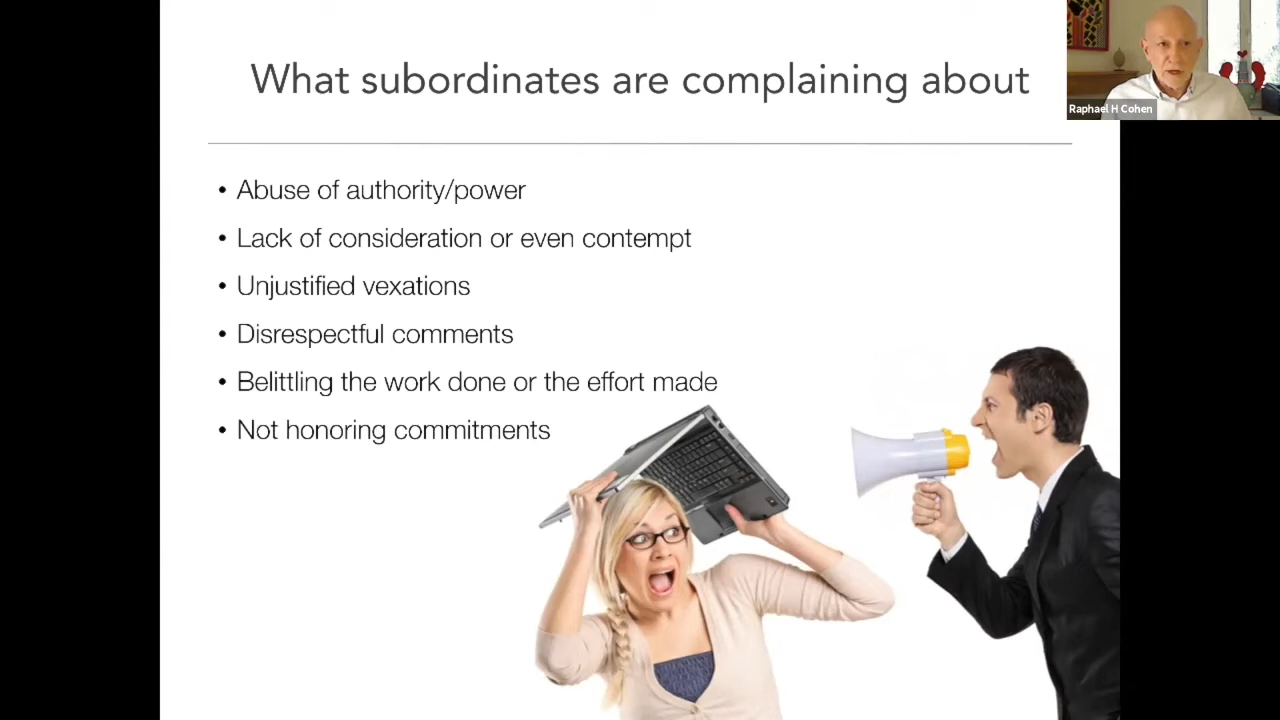 What subordinates are complaining about
Raphael H Cohen
• Abuse of authority/power
• Lack of consideration or even contempt
• Unjustified vexations
• Disrespectful comments
• Belittling the work done or the effort made
• Not honoring commitments